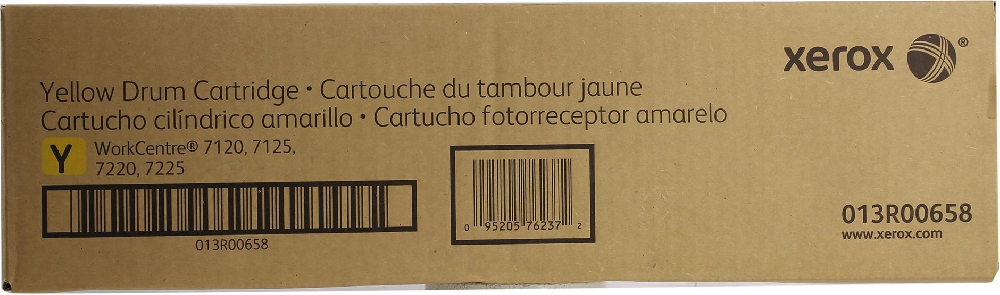 xerox ®
Yellow Drum Cartridge • Cartouche du tambour jaune
Cartucho cilíndrico amarillo • Cartucho fotorreceptor amarelo
Y
WorkCentre® 7120, 7125,
7220, 7225
013R00658
0 95205 76237 2
013R00658
www.xerox.com